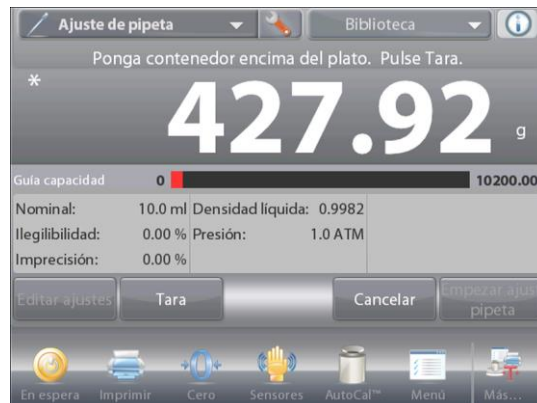 Ajuste de pipeta
Biblioteca
Ponga contenedor encima del plato. Pulse Tara.
* 427.92 g
Guía capacidad 0 10200.00
Nominal: 10.0 ml Densidad líquida: 0.9982
Ilegibilidad: 0.00 % Presión: 1.0 ATM
Imprecisión: 0.00 %
Editar ajustes Tara Cancelar Empezar ajus
pipeta
En espera Imprimir Cero Sensores AutoCal™ Menú Más...